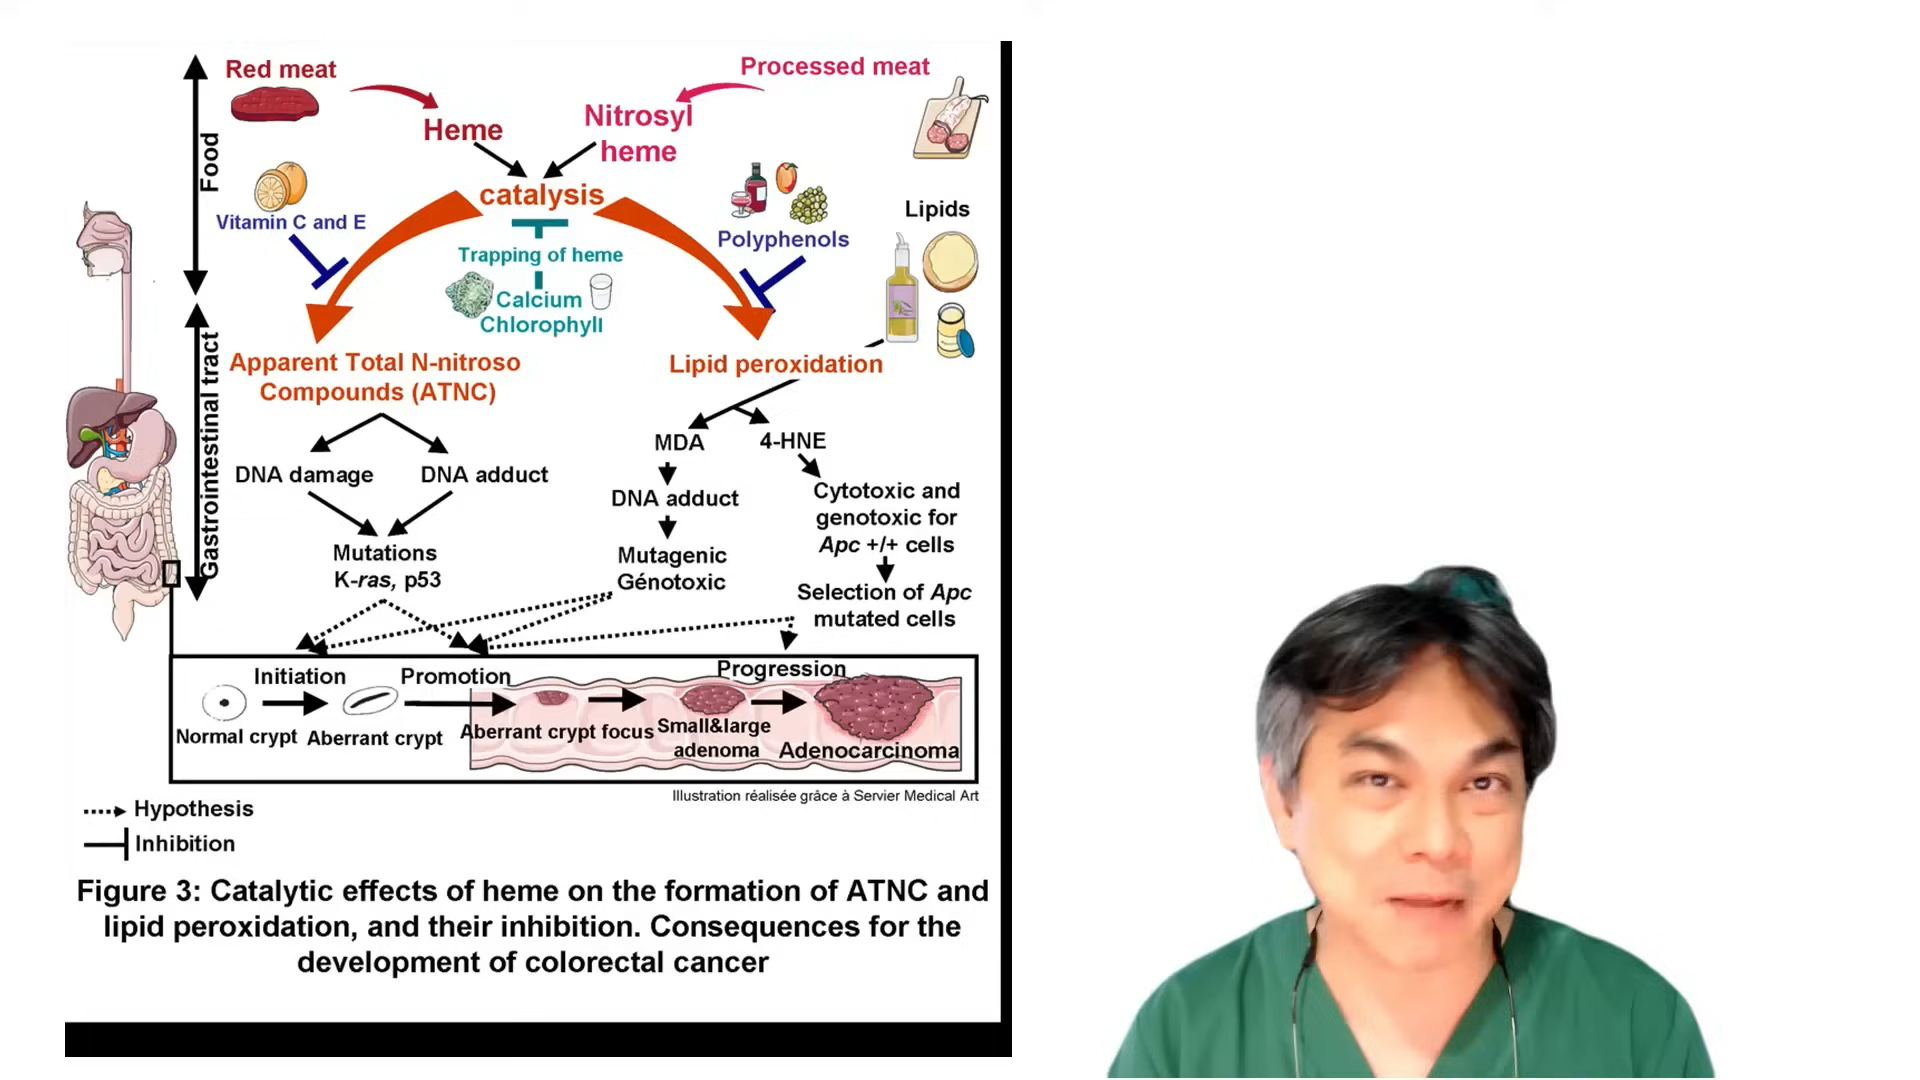 Red meat
Processed meat
Heme
Nitrosyl
heme
Food
catalysis
Vitamin C and E
Trapping of heme
Calcium
Chlorophyll
Polyphenols
Lipids
Gastrointestinal tract
Apparent Total N-nitroso
Compounds (ATNC)
Lipid peroxidation
DNA damage
DNA adduct
MDA
4-HNE
DNA adduct
Cytotoxic and
genotoxic for
Apc +/+ cells
Mutations
K-ras, p53
Mutagenic
Génotoxic
Selection of Apc
mutated cells
Initiation
Promotion
Progression
Normal crypt
Aberrant crypt
Aberrant crypt focus
Small&large
adenoma
Adenocarcinoma
Illustration réalisée grâce à Servier Medical Art
Hypothesis
Inhibition
Figure 3: Catalytic effects of heme on the formation of ATNC and
lipid peroxidation, and their inhibition. Consequences for the
development of colorectal cancer